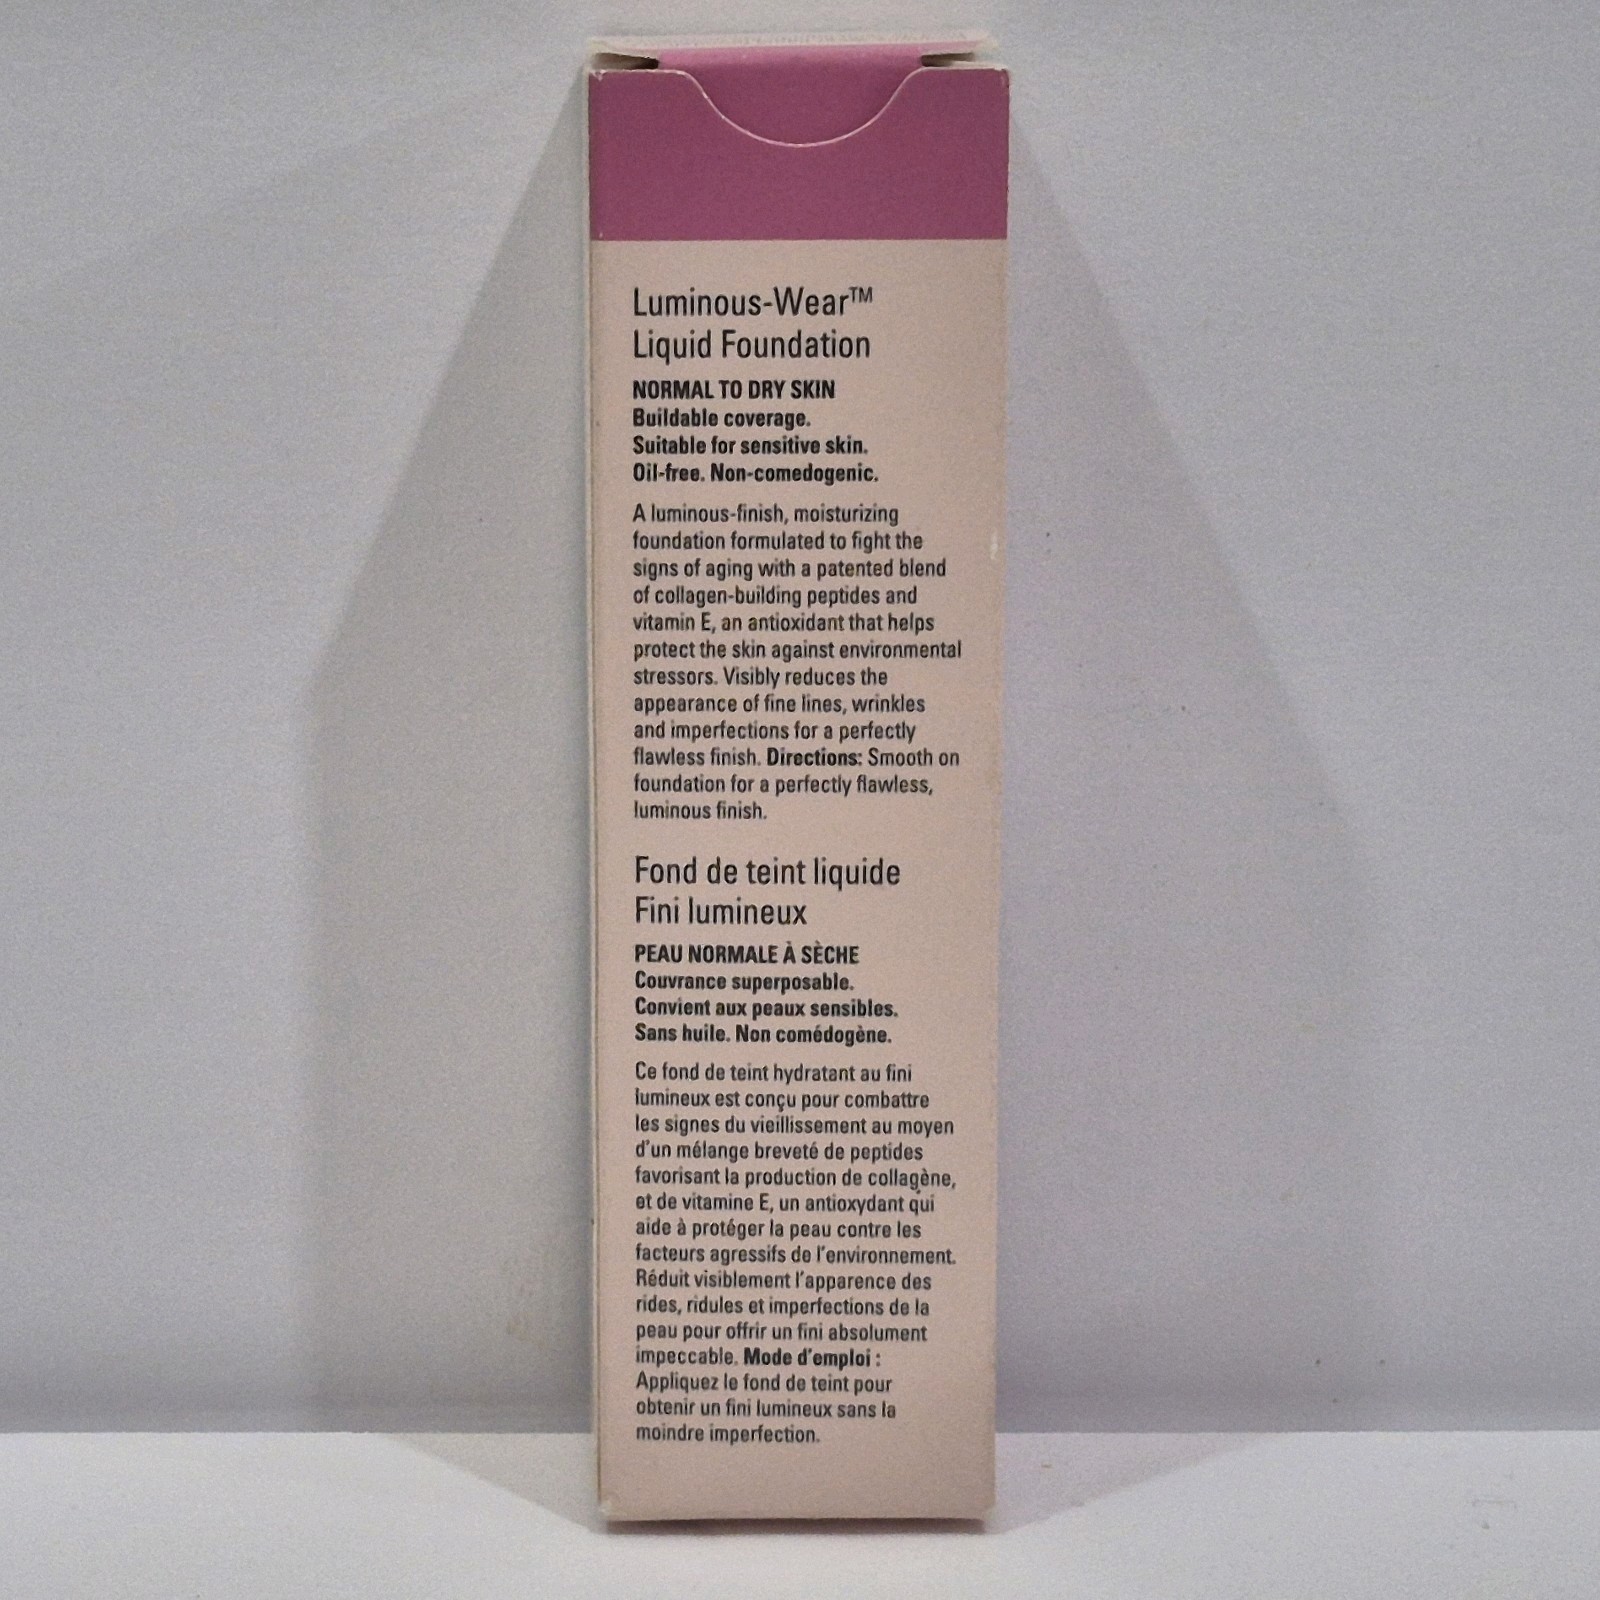 Luminous-Wear™
Liquid Foundation
NORMAL TO DRY SKIN
Buildable coverage.
Suitable for sensitive skin.
Oil-free. Non-comedogenic.
A luminous-finish, moisturizing
foundation formulated to fight the
signs of aging with a patented blend
of collagen-building peptides and
vitamin E, an antioxidant that helps
protect the skin against environmental
stressors. Visibly reduces the
appearance of fine lines, wrinkles
and imperfections for a perfectly
flawless finish. Directions: Smooth on
foundation for a perfectly flawless,
luminous finish.
Fond de teint liquide
Fini lumineux
PEAU NORMALE À SÈCHE
Couvrance superposable.
Convient aux peaux sensibles.
Sans huile. Non comédogène.
Ce fond de teint hydratant au fini
lumineux est conçu pour combattre
les signes du vieillissement au moyen
d'un mélange breveté de peptides
favorisant la production de collagène,
et de vitamine E, un antioxydant qui
aide à protéger la peau contre les
facteurs agressifs de l'environnement.
Réduit visiblement l'apparence des
rides, ridules et imperfections de la
peau pour offrir un fini absolument
impeccable. Mode d'emploi :
Appliquez le fond de teint pour
obtenir un fini lumineux sans la
moindre imperfection.